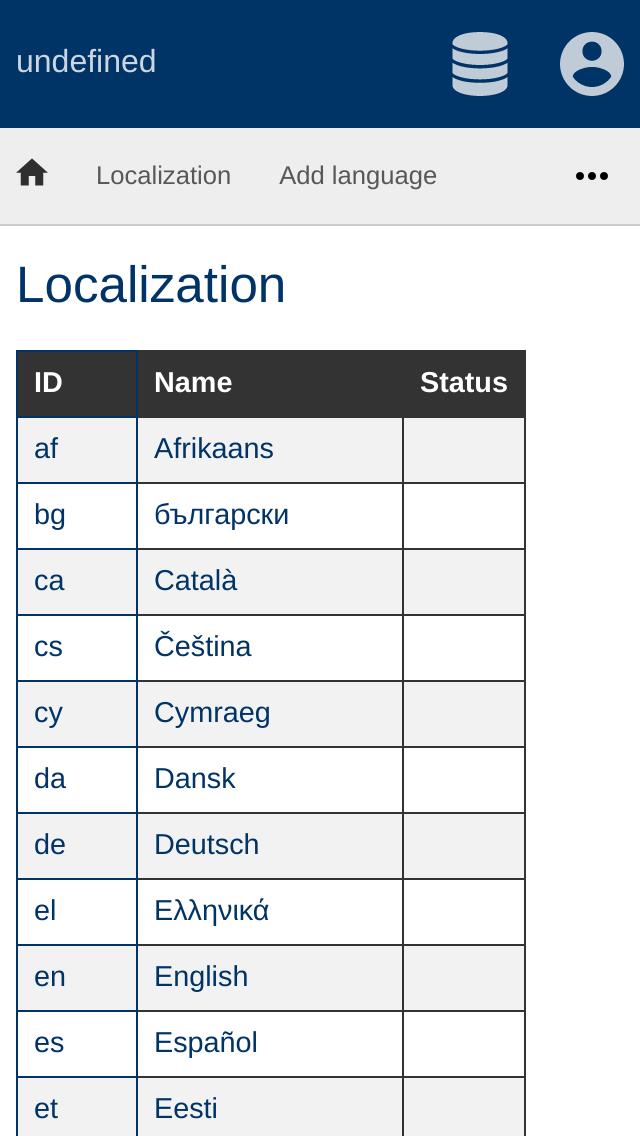 undefined
Localization Add language
Localization
ID Name Status
af Afrikaans
bg български
ca Català
cs Čeština
cy Cymraeg
da Dansk
de Deutsch
el Ελληνικά
en English
es Español
et Eesti